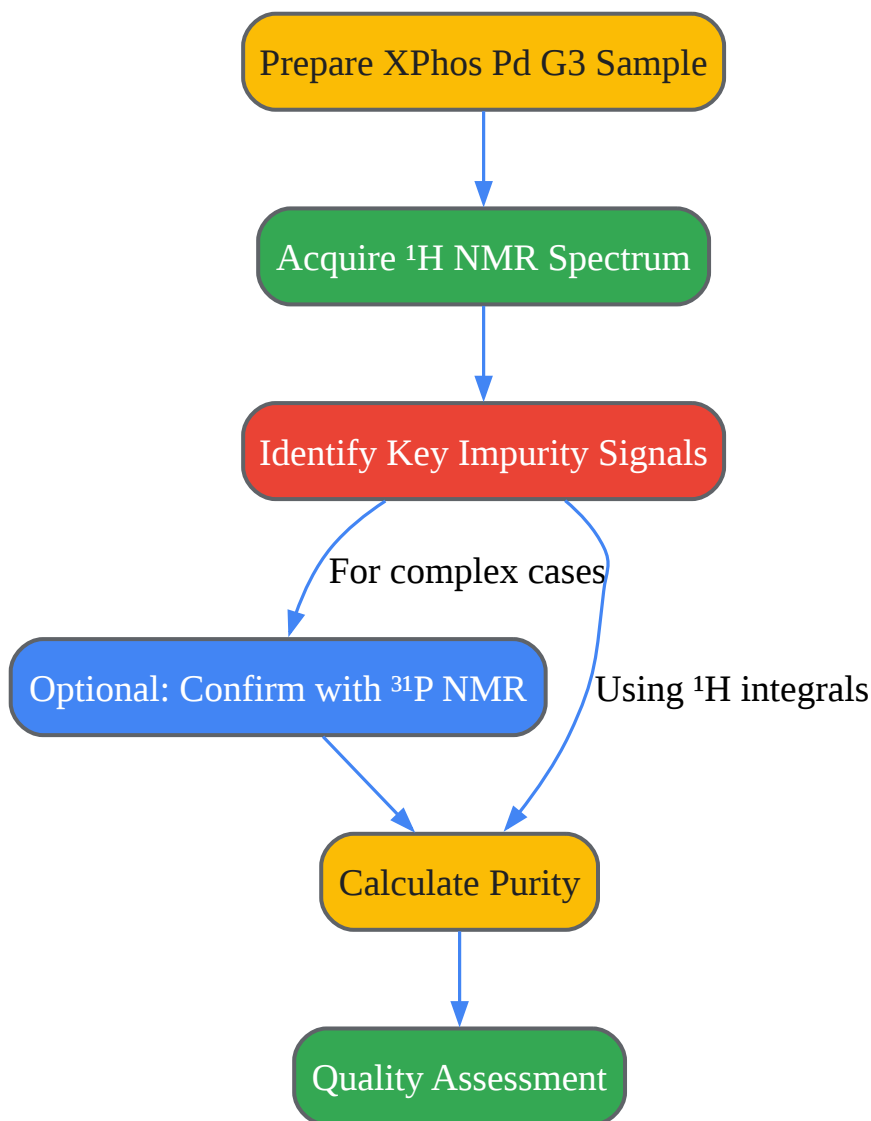 Prepare XPhos Pd G3 Sample
Acquire ¹H NMR Spectrum
Identify Key Impurity Signals
For complex cases
Optional: Confirm with ³¹P NMR
Using ¹H integrals
Calculate Purity
Quality Assessment